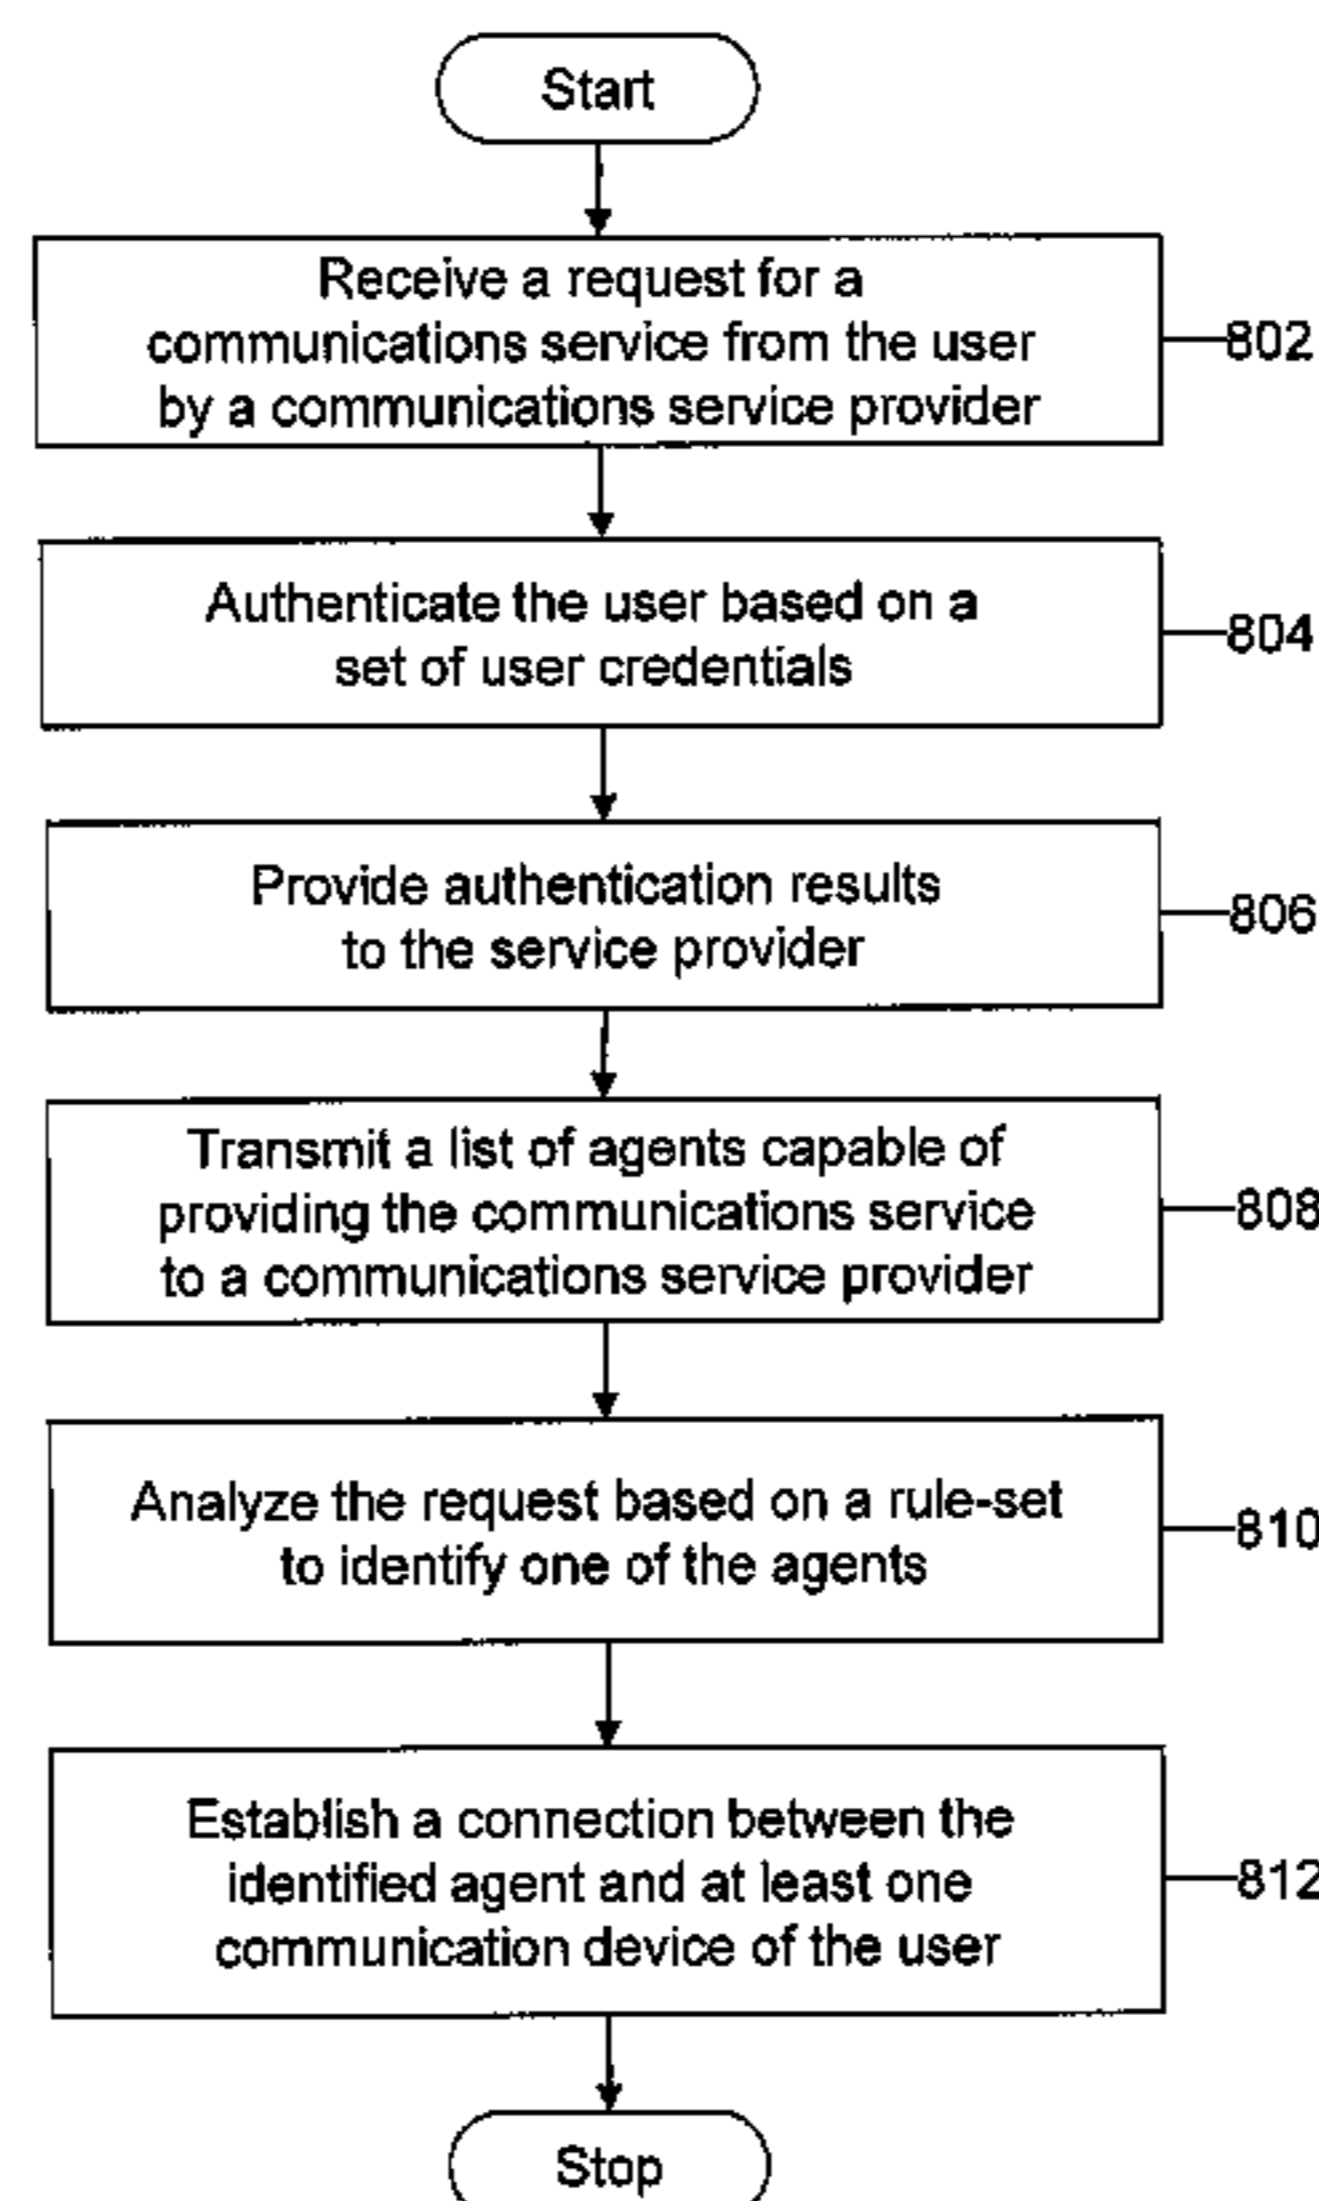 Start
Receive a request for a
communications service from the user
by a communications service provider
802
Authenticate the user based on a
set of user credentials
804
Provide authentication results
to the service provider
806
Transmit a list of agents capable of
providing the communications service
to a communications service provider
808
Analyze the request based on a rule-set
to identify one of the agents
810
Establish a connection between the
identified agent and at least one
communication device of the user
812
Stop